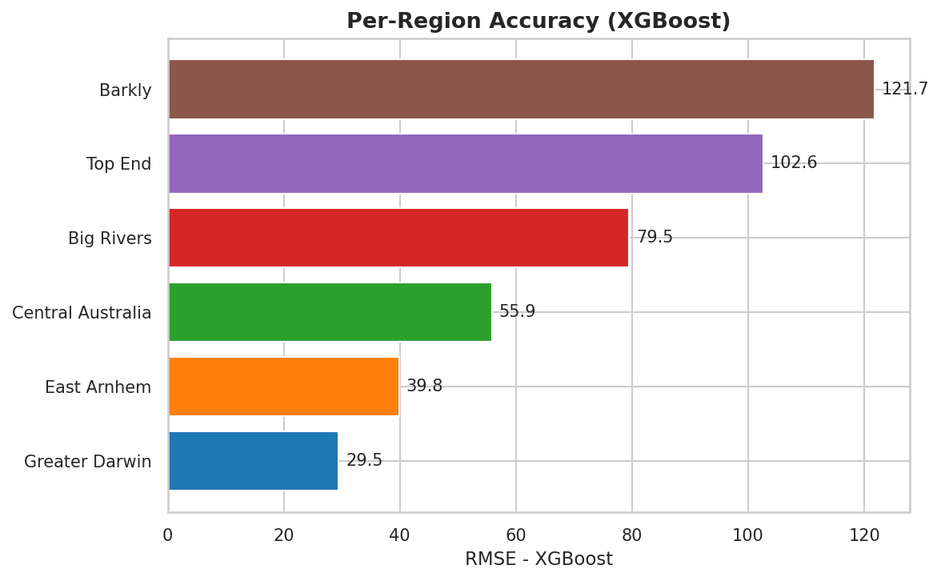 Per-Region Accuracy (XGBoost)
Barkly 121.7
Top End 102.6
Big Rivers 79.5
Central Australia 55.9
East Arnhem 39.8
Greater Darwin 29.5
0 20 40 60 80 100 120
RMSE - XGBoost